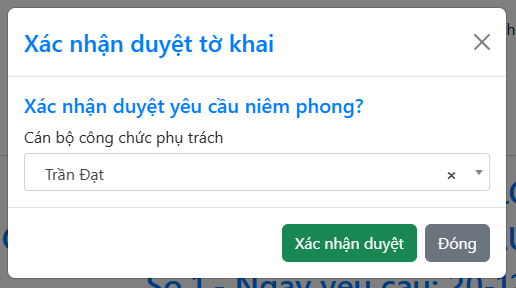 Xác nhận duyệt tờ khai
Xác nhận duyệt yêu cầu niêm phong?
Cán bộ công chức phụ trách
Trần Đạt ×
Xác nhận duyệt Đóng